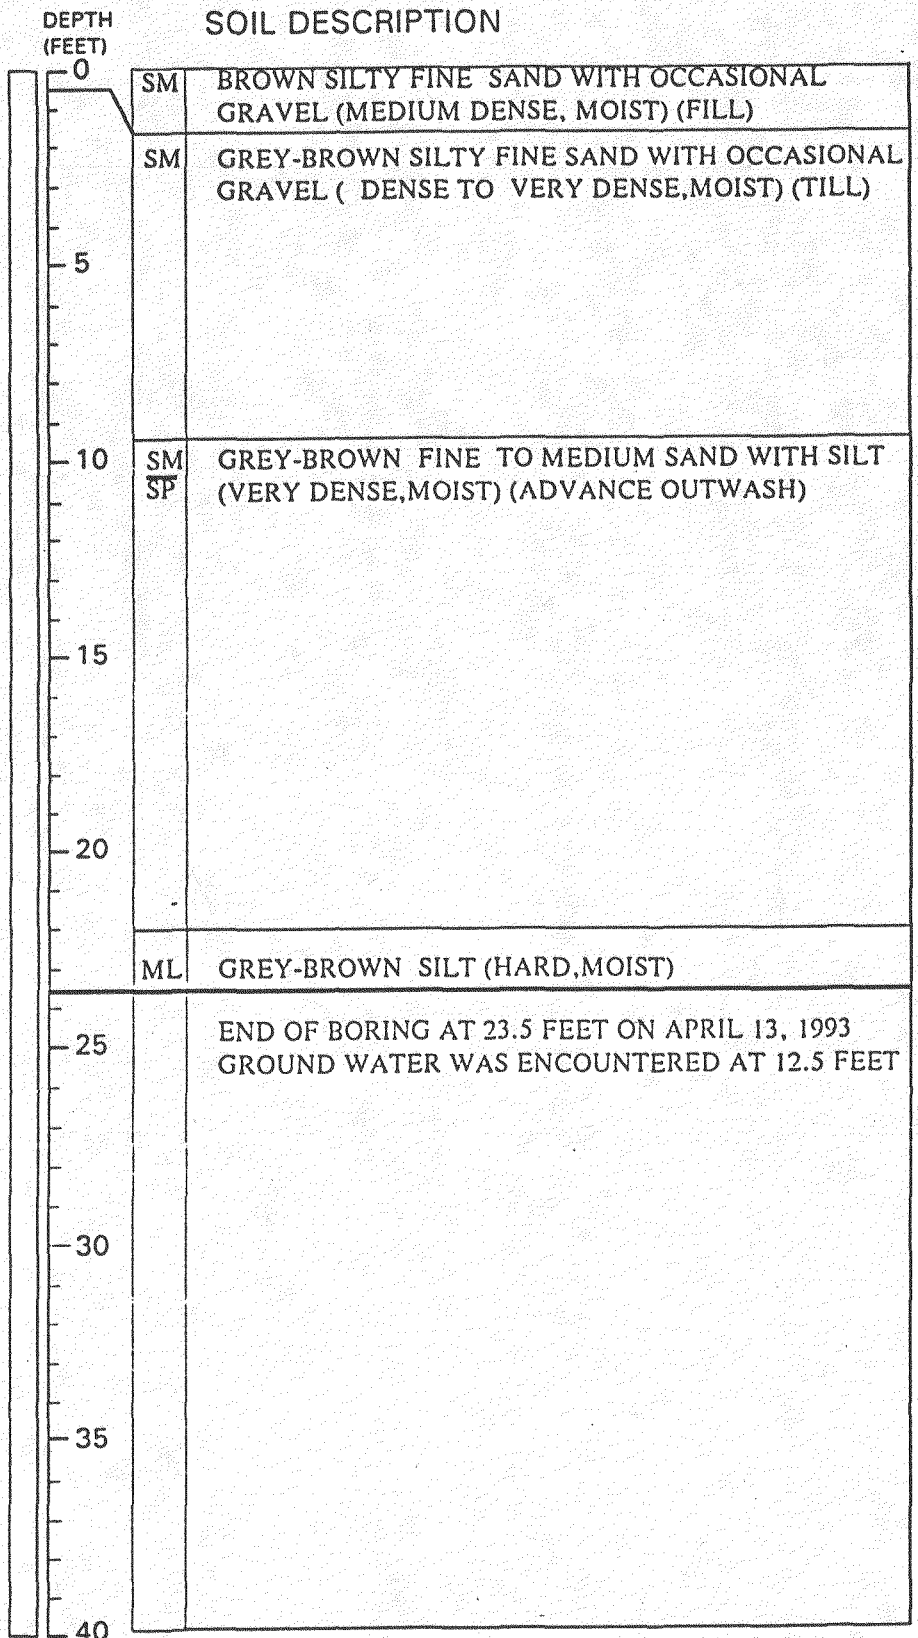 DEPTH
(FEET)
SOIL DESCRIPTION
0
SM BROWN SILTY FINE SAND WITH OCCASIONAL
GRAVEL (MEDIUM DENSE, MOIST) (FILL)
SM GREY-BROWN SILTY FINE SAND WITH OCCASIONAL
GRAVEL ( DENSE TO VERY DENSE,MOIST) (TILL)
5
10 SM GREY-BROWN FINE TO MEDIUM SAND WITH SILT
SP (VERY DENSE,MOIST) (ADVANCE OUTWASH)
15
20
ML GREY-BROWN SILT (HARD,MOIST)
END OF BORING AT 23.5 FEET ON APRIL 13, 1993
25
GROUND WATER WAS ENCOUNTERED AT 12.5 FEET
30
35
40